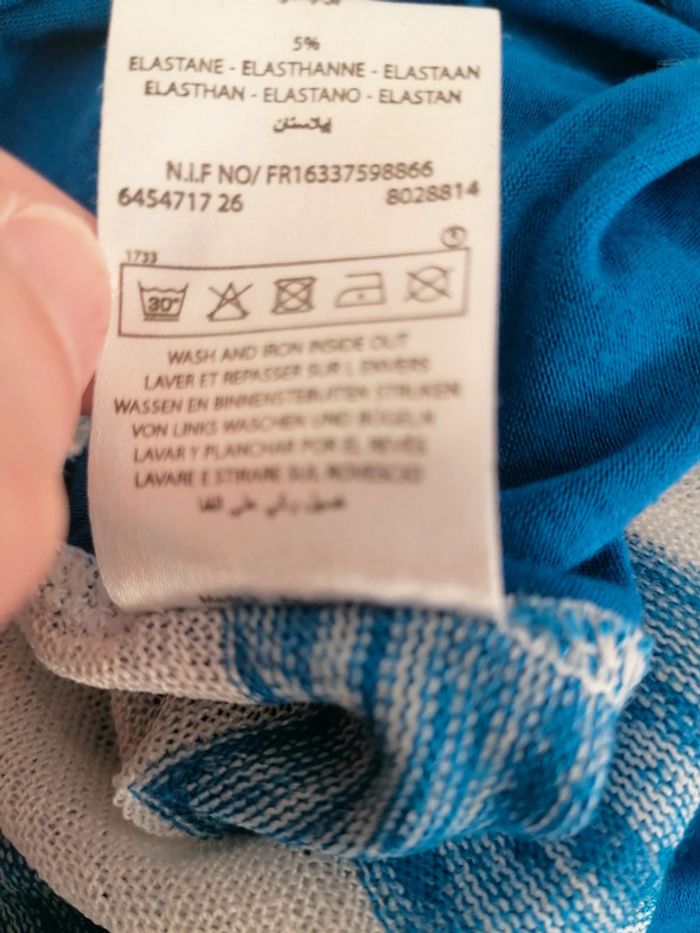 5%
ELASTANE - ELASTHANNE - ELASTAAN
ELASTHAN - ELASTANO - ELASTAN
إيلاستان
N.I.F NO/ FR16337598866
6454717 26 8028814
1733
30°
WASH AND IRON INSIDE OUT
LAVER ET REPASSER SUR L ENVERS
WASSEN EN BINNENSTEBUITEN STRIJKEN
VON LINKS WASCHEN UND BÜGELN
LAVAR Y PLANCHAR POR EL REVÉS
LAVARE E STIRARE SUL ROVESCIO